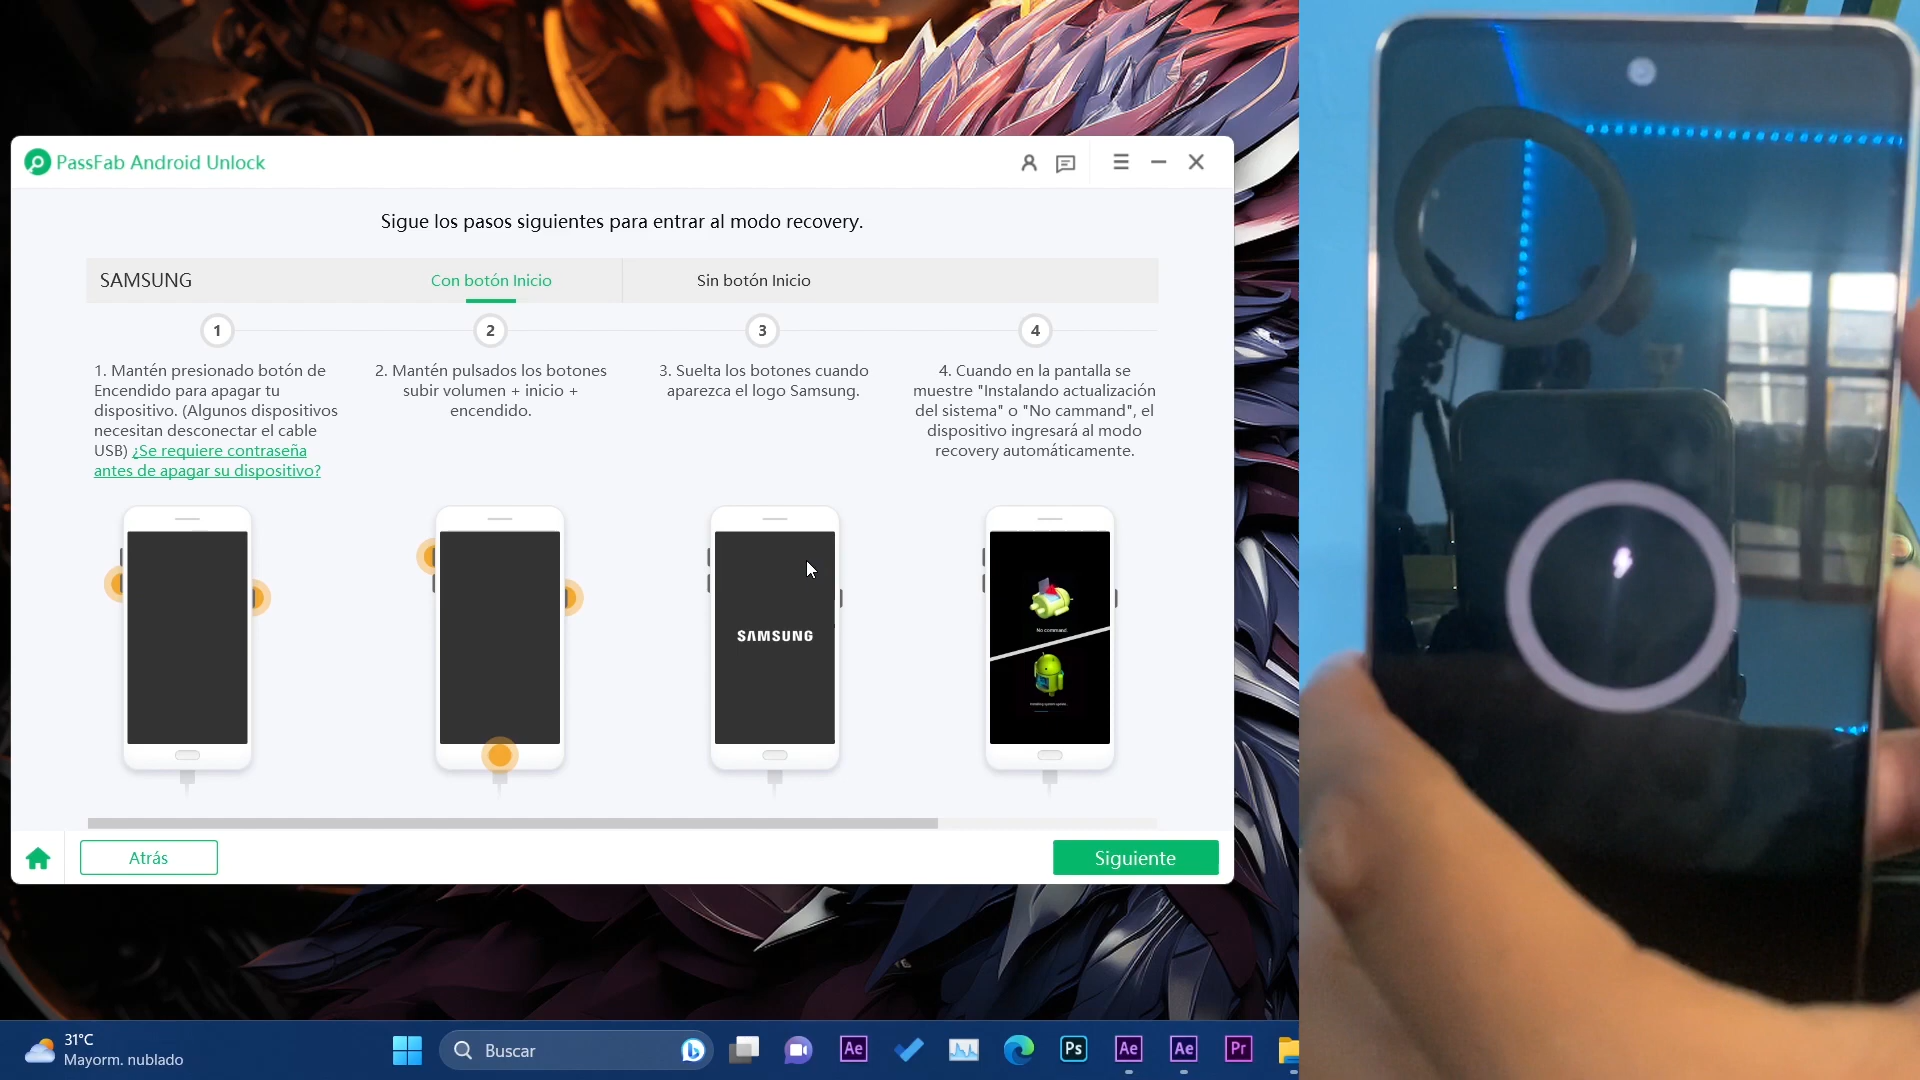 PassFab Android Unlock
Sigue los pasos siguientes para entrar al modo recovery.
SAMSUNG
Con botón Inicio
Sin botón Inicio
1
2
3
4
1. Mantén presionado botón de
Encendido para apagar tu
dispositivo. (Algunos dispositivos
necesitan desconectar el cable
USB) ¿Se requiere contraseña
antes de apagar su dispositivo?
2. Mantén pulsados los botones
subir volumen + inicio +
encendido.
3. Suelta los botones cuando
aparezca el logo Samsung.
4. Cuando en la pantalla se
muestre "Instalando actualización
del sistema" o "No cammand", el
dispositivo ingresará al modo
recovery automáticamente.
SAMSUNG
No command
Installing system update...
Atrás
Siguiente
31°C
Mayorm. nublado
Buscar
Ae
Ps
Ae
Ae
Pr